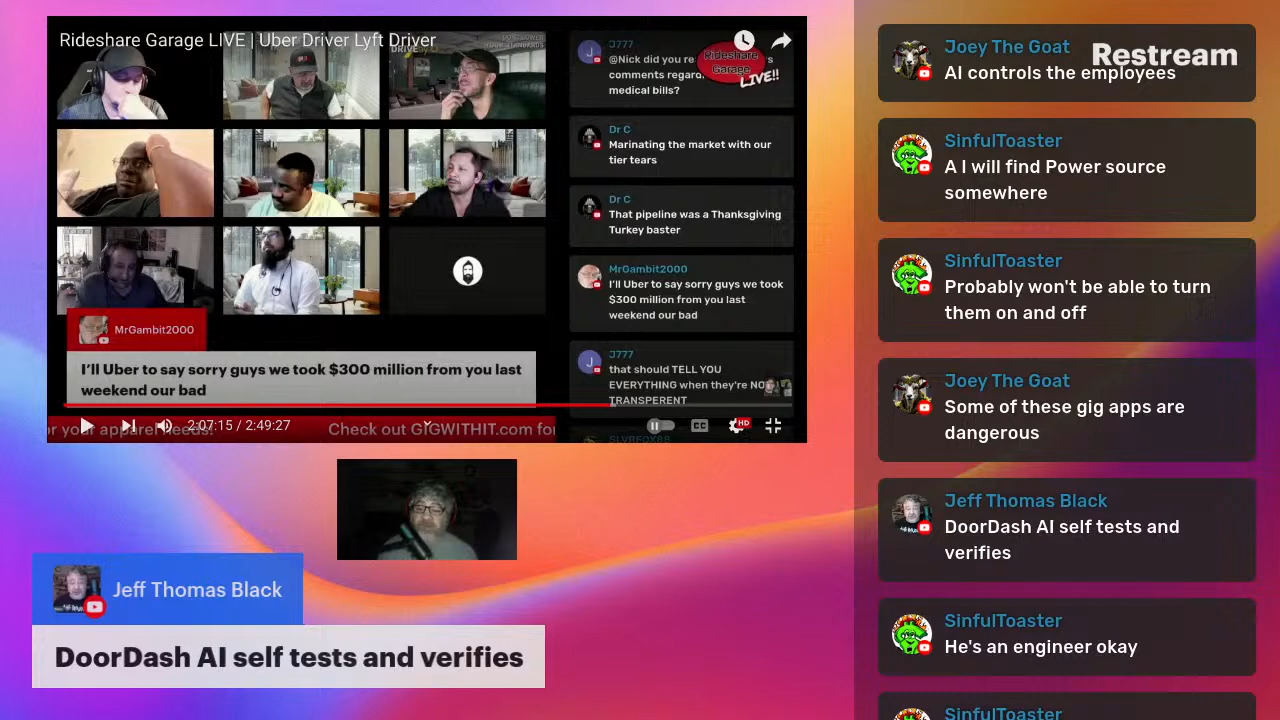 Rideshare Garage LIVE | Uber Driver Lyft Driver
J777
@Nick did you re
comments regard
medical bills?
Rideshare
Garage
LIVE!!
Dr C
Marinating the market with our
tier tears
Dr C
That pipeline was a Thanksgiving
Turkey baster
MrGambit2000
I'll Uber to say sorry guys we took
$300 million from you last
weekend our bad
J777
that should TELL YOU
EVERYTHING when they're NO
TRANSPERENT
SLVRFOX88
MrGambit2000
I'll Uber to say sorry guys we took $300 million from you last
weekend our bad
or your apparel needs!
Check out GIGWITHIT.com for
2:07:15 / 2:49:27
CC
HD
Jeff Thomas Black
DoorDash AI self tests and verifies
Restream
Joey The Goat
AI controls the employees
SinfulToaster
A I will find Power source
somewhere
SinfulToaster
Probably won't be able to turn
them on and off
Joey The Goat
Some of these gig apps are
dangerous
Jeff Thomas Black
DoorDash AI self tests and
verifies
SinfulToaster
He's an engineer okay
SinfulToaster